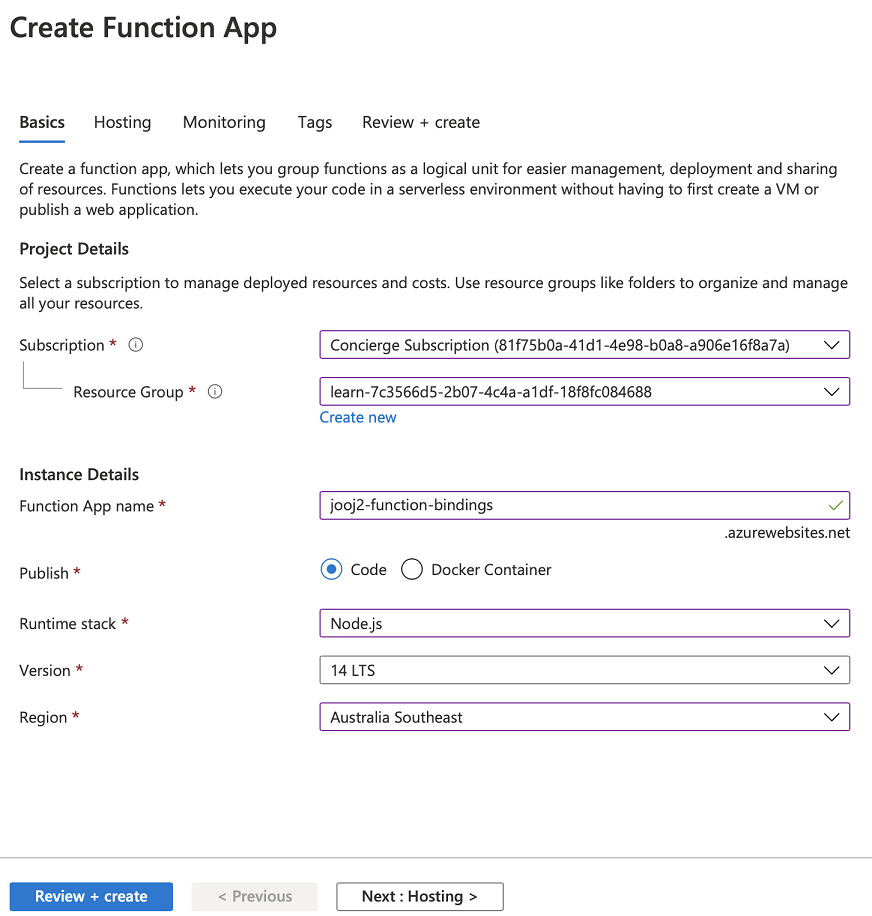 Create Function App
Basics Hosting Monitoring Tags Review + create
Create a function app, which lets you group functions as a logical unit for easier management, deployment and sharing
of resources. Functions lets you execute your code in a serverless environment without having to first create a VM or
publish a web application.
Project Details
Select a subscription to manage deployed resources and costs. Use resource groups like folders to organize and manage
all your resources.
Subscription * Concierge Subscription (81f75b0a-41d1-4e98-b0a8-a906e16f8a7a)
Resource Group * learn-7c3566d5-2b07-4c4a-a1df-18f8fc084688
Create new
Instance Details
Function App name * jooj2-function-bindings
.azurewebsites.net
Publish * Code Docker Container
Runtime stack * Node.js
Version * 14 LTS
Region * Australia Southeast
Review + create < Previous Next : Hosting >